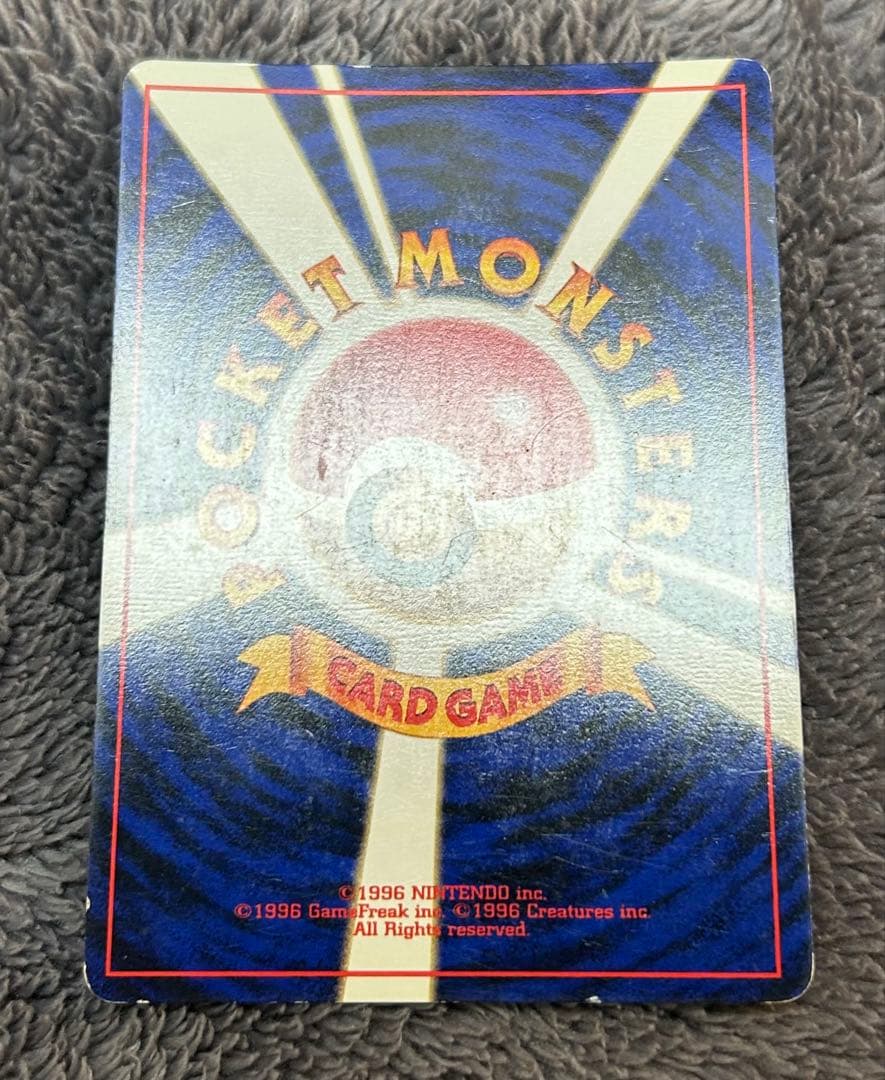 POCKET MONSTERS
CARD GAME
©1996 NINTENDO inc.
©1996 GameFreak inc. ©1996 Creatures inc.
All Rights reserved.